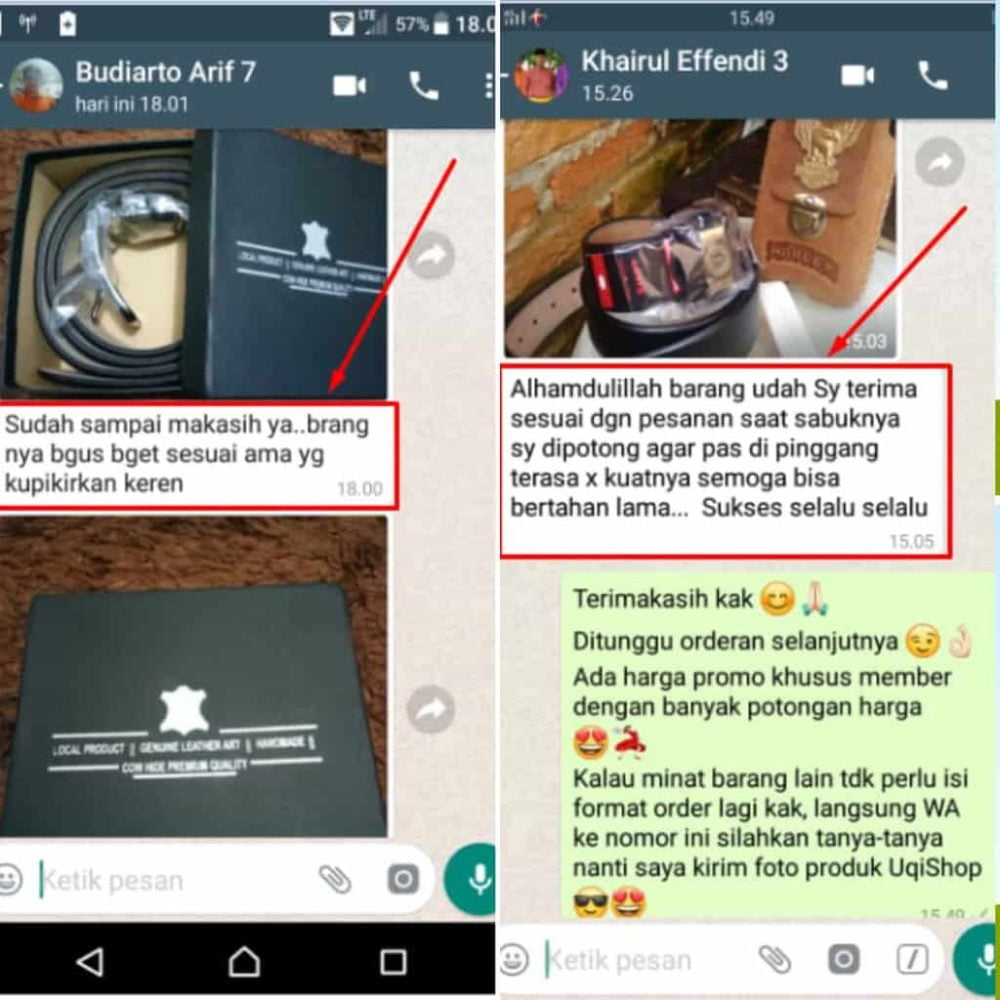 57%
18.0
Budiarto Arif 7
hari ini 18.01
LOCAL PRODUCT || GENUINE LEATHER ART || HANDMADE
COW HIDE PREMIUM QUALITY
Sudah sampai makasih ya..brang
nya bgus bget sesuai ama yg
kupikirkan keren
18.00
LOCAL PRODUCT || GENUINE LEATHER ART || HANDMADE ||
COW HIDE PREMIUM QUALITY
Ketik pesan
15.49
Khairul Effendi 3
15.26
15.03
Alhamdulillah barang udah Sy terima
sesuai dgn pesanan saat sabuknya
sy dipotong agar pas di pinggang
terasa x kuatnya semoga bisa
bertahan lama... Sukses selalu selalu
15.05
Terimakasih kak 😊🙏🏻
Ditunggu orderan selanjutnya 😉👌🏻
Ada harga promo khusus member
dengan banyak potongan harga
😍💃
Kalau minat barang lain tdk perlu isi
format order lagi kak, langsung WA
ke nomor ini silahkan tanya-tanya
nanti saya kirim foto produk UqiShop
😎😍
15.49
Ketik pesan